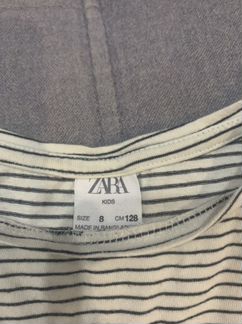 ZARA
KIDS
SIZE 8 CM 128
MADE IN BANGLADESH